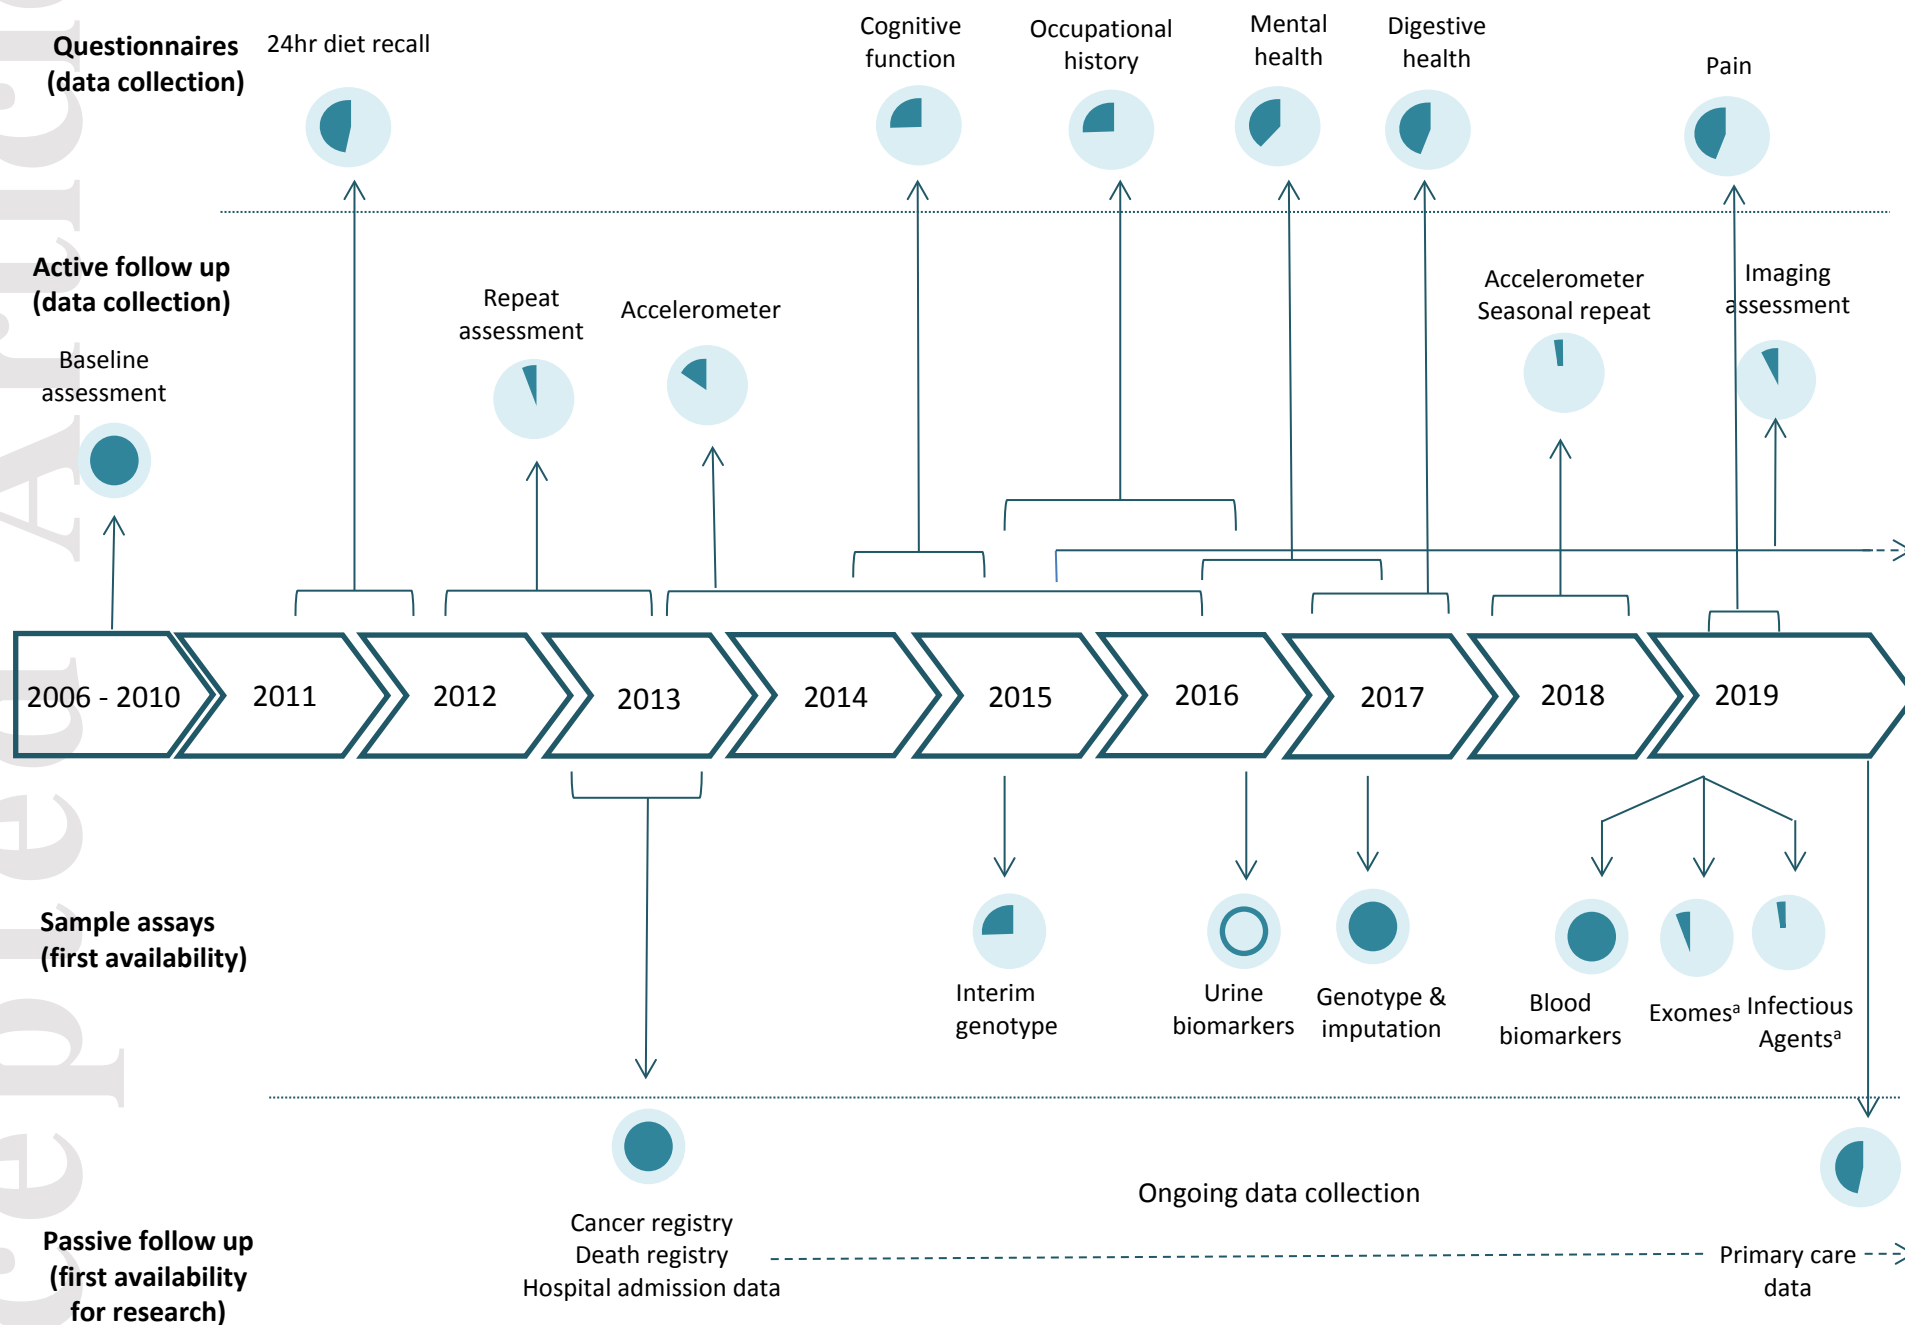 Questionnaires
(data collection)
24hr diet recall
Cognitive
function
Occupational
history
Mental
health
Digestive
health
Pain
Active follow up
(data collection)
Baseline
assessment
Repeat
assessment
Accelerometer
Accelerometer
Seasonal repeat
Imaging
assessment
2006 - 2010
2011
2012
2013
2014
2015
2016
2017
2018
2019
Sample assays
(first availability)
Interim
genotype
Urine
biomarkers
Genotype &
imputation
Blood
biomarkers
Exomesᵃ
Infectious
Agentsᵃ
Passive follow up
(first availability
for research)
Cancer registry
Death registry
Hospital admission data
Ongoing data collection
Primary care
data
cepted Artic